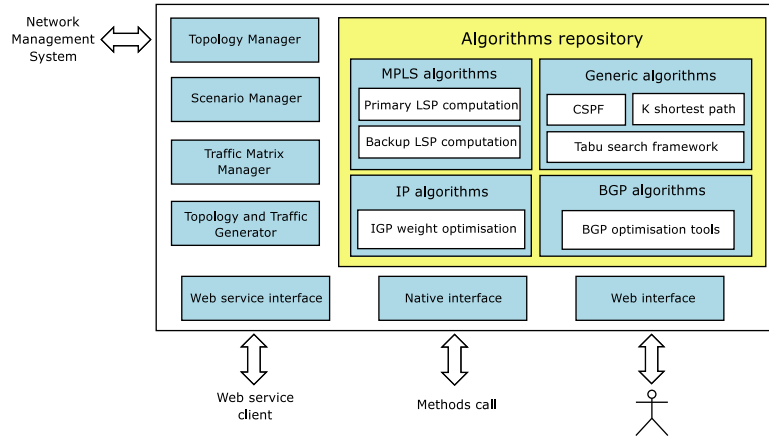 Network
Management
System
Topology Manager
Scenario Manager
Traffic Matrix
Manager
Topology and Traffic
Generator
Algorithms repository
MPLS algorithms
Primary LSP computation
Backup LSP computation
Generic algorithms
CSPF
K shortest path
Tabu search framework
IP algorithms
IGP weight optimisation
BGP algorithms
BGP optimisation tools
Web service interface
Native interface
Web interface
Web service
client
Methods call